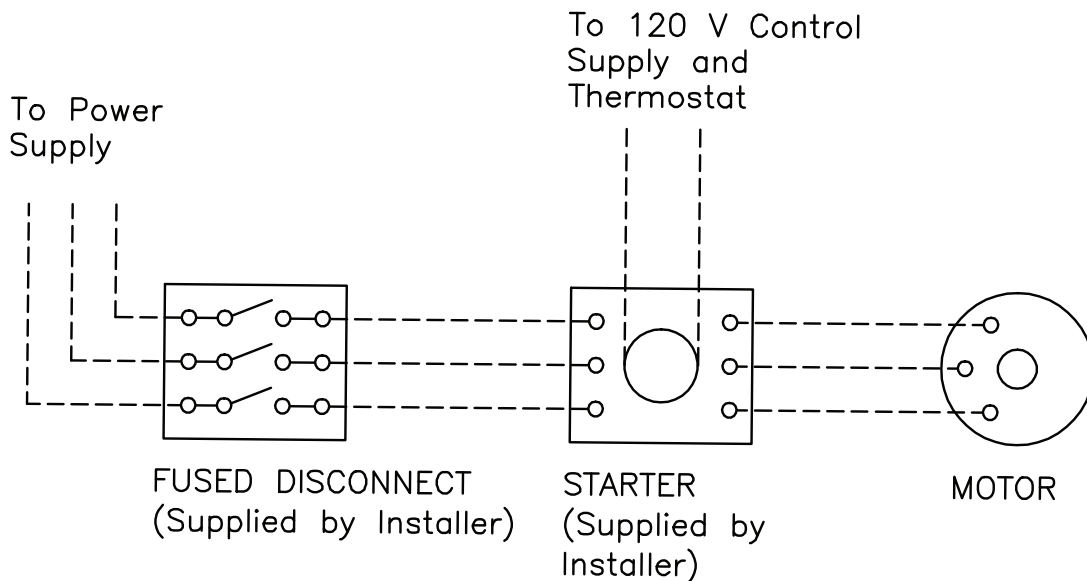 To 120 V Control
Supply and
Thermostat
To Power
Supply
FUSED DISCONNECT
(Supplied by Installer)
STARTER
(Supplied by
Installer)
MOTOR